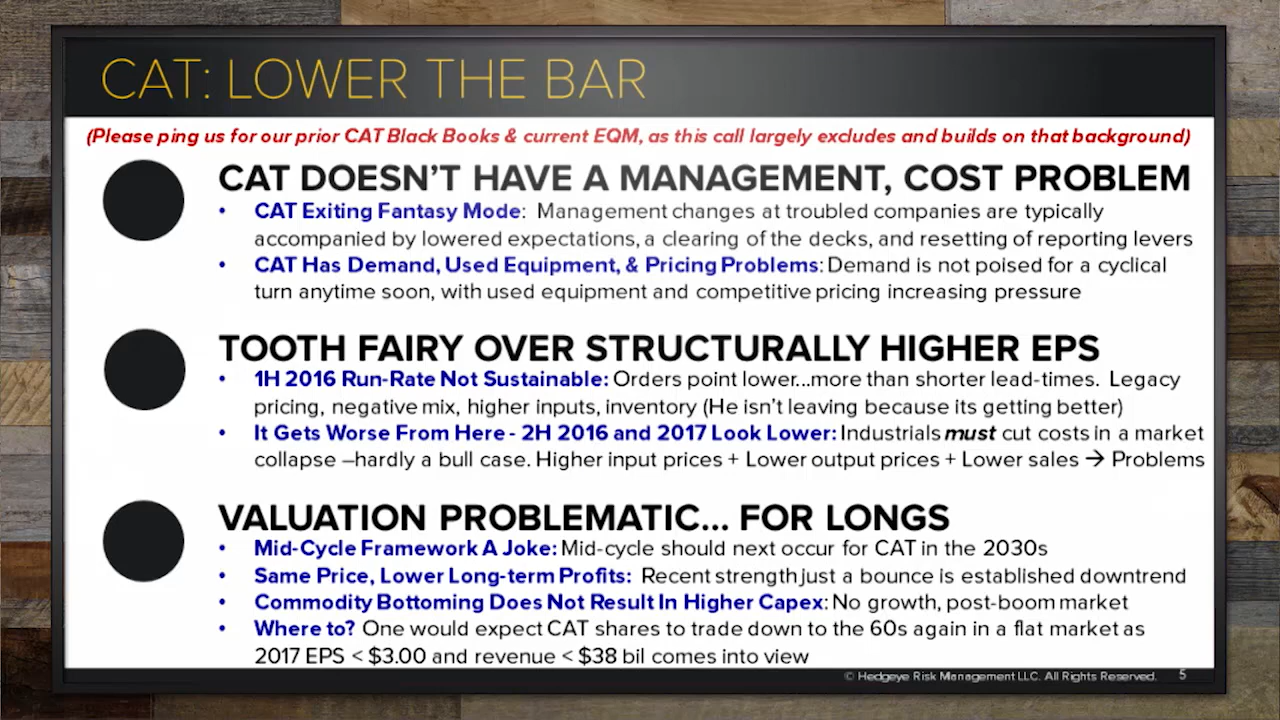 CAT: LOWER THE BAR
(Please ping us for our prior CAT Black Books & current EQM, as this call largely excludes and builds on that background)
CAT DOESN'T HAVE A MANAGEMENT, COST PROBLEM
• CAT Exiting Fantasy Mode: Management changes at troubled companies are typically
accompanied by lowered expectations, a clearing of the decks, and resetting of reporting levers
• CAT Has Demand, Used Equipment, & Pricing Problems: Demand is not poised for a cyclical
turn anytime soon, with used equipment and competitive pricing increasing pressure
TOOTH FAIRY OVER STRUCTURALLY HIGHER EPS
• 1H 2016 Run-Rate Not Sustainable: Orders point lower...more than shorter lead-times. Legacy
pricing, negative mix, higher inputs, inventory (He isn't leaving because its getting better)
• It Gets Worse From Here - 2H 2016 and 2017 Look Lower: Industrials must cut costs in a market
collapse –hardly a bull case. Higher input prices + Lower output prices + Lower sales → Problems
VALUATION PROBLEMATIC... FOR LONGS
• Mid-Cycle Framework A Joke: Mid-cycle should next occur for CAT in the 2030s
• Same Price, Lower Long-term Profits: Recent strength just a bounce is established downtrend
• Commodity Bottoming Does Not Result In Higher Capex: No growth, post-boom market
• Where to? One would expect CAT shares to trade down to the 60s again in a flat market as
2017 EPS < $3.00 and revenue < $38 bil comes into view
© Hedgeye Risk Management LLC. All Rights Reserved. 5